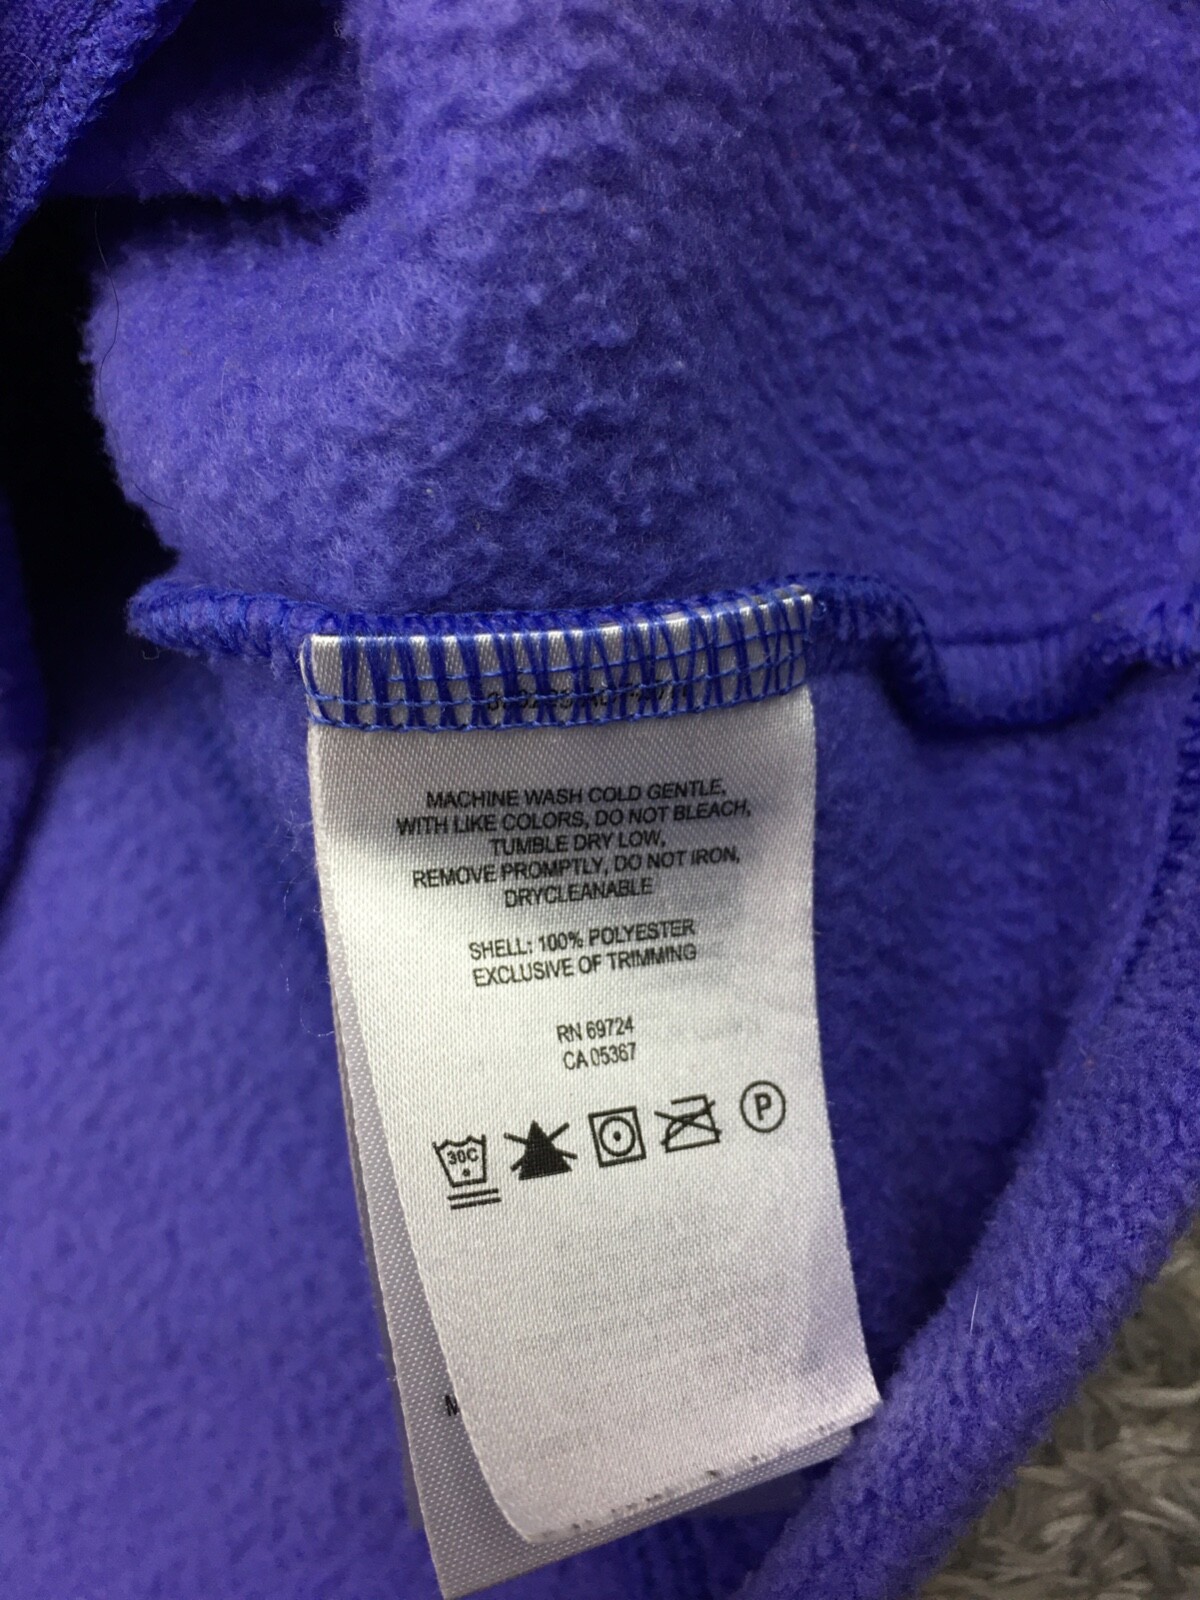 MACHINE WASH COLD GENTLE,
WITH LIKE COLORS, DO NOT BLEACH,
TUMBLE DRY LOW,
REMOVE PROMPTLY, DO NOT IRON,
DRYCLEANABLE
SHELL: 100% POLYESTER
EXCLUSIVE OF TRIMMING
RN 69724
CA 05367
30C
P